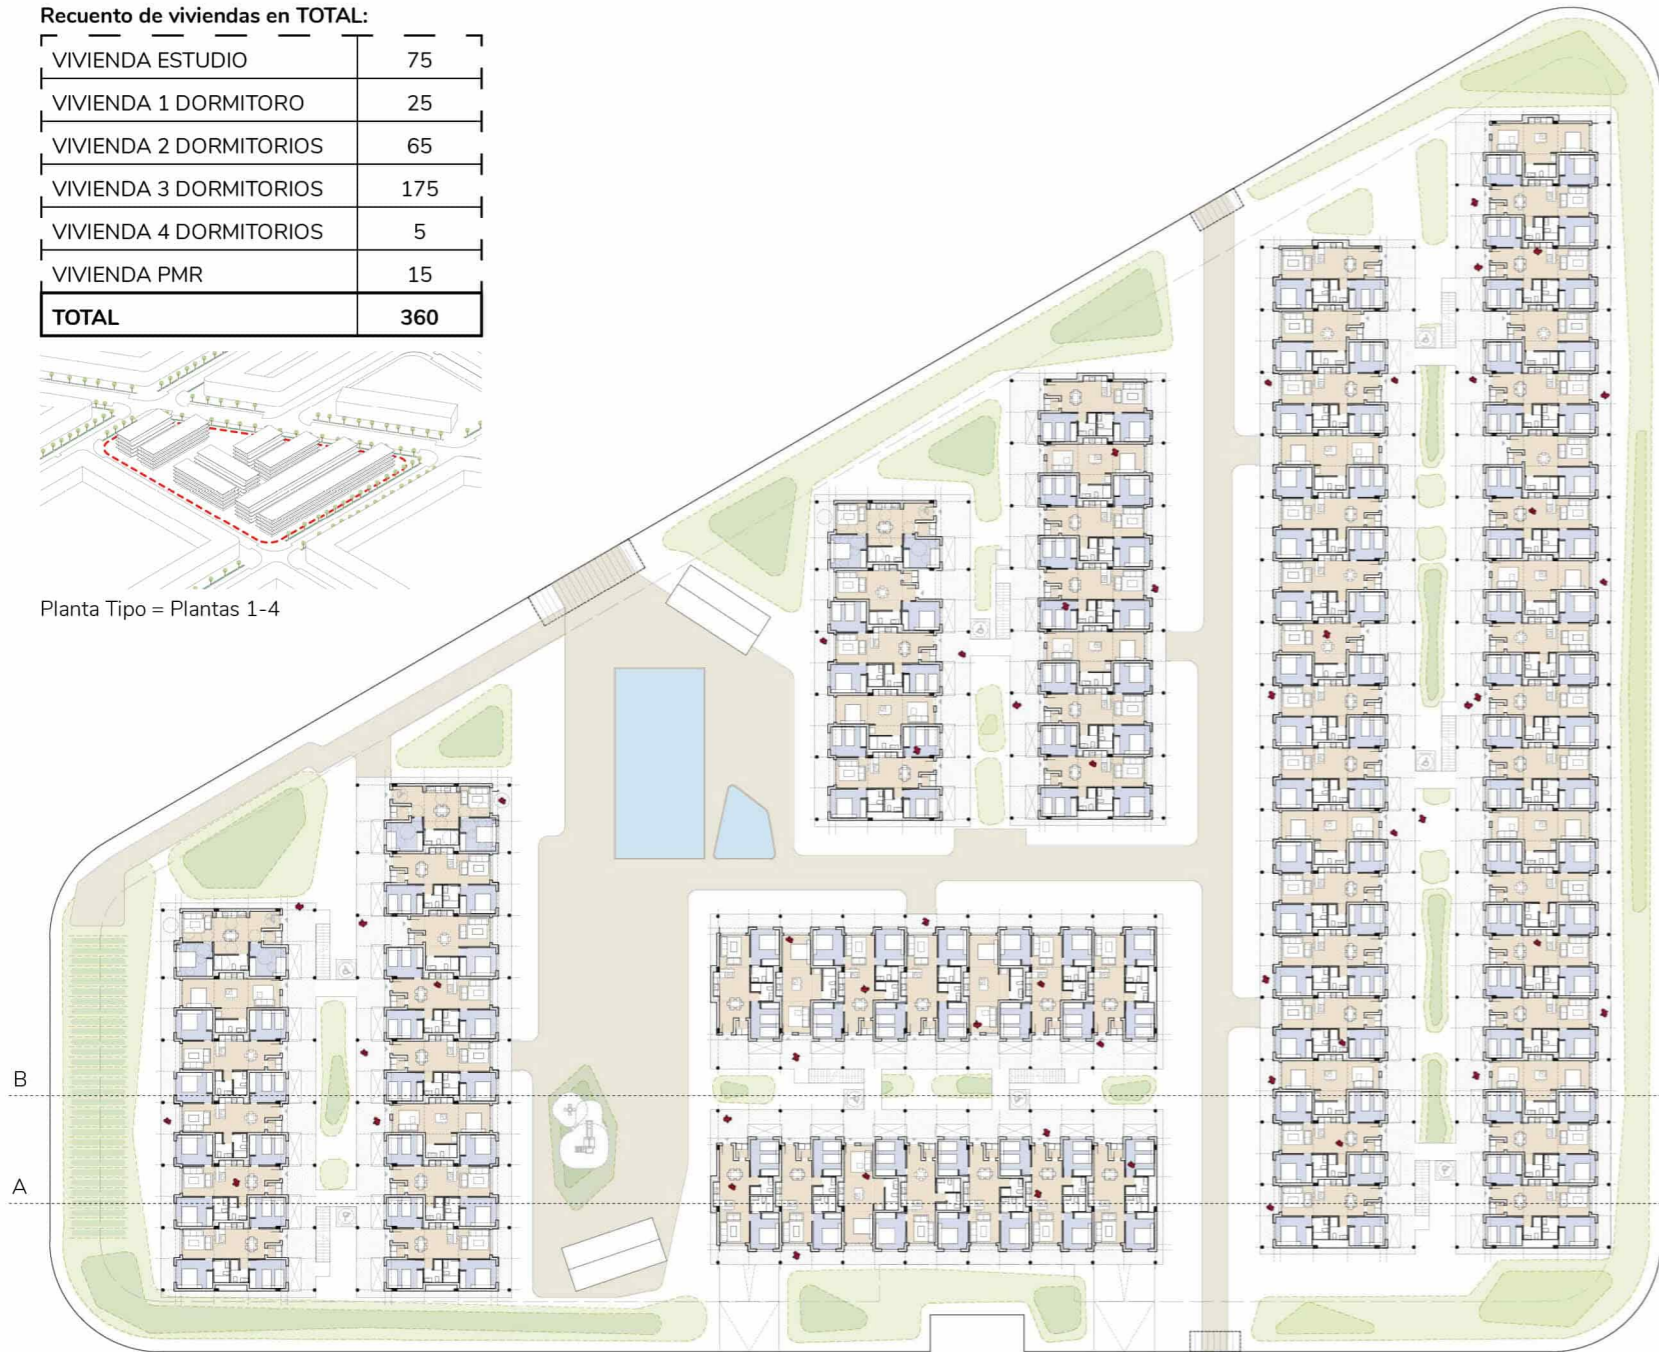 Recuento de viviendas en TOTAL:
VIVIENDA ESTUDIO 75
VIVIENDA 1 DORMITORO 25
VIVIENDA 2 DORMITORIOS 65
VIVIENDA 3 DORMITORIOS 175
VIVIENDA 4 DORMITORIOS 5
VIVIENDA PMR 15
TOTAL 360
Planta Tipo = Plantas 1-4
B
A